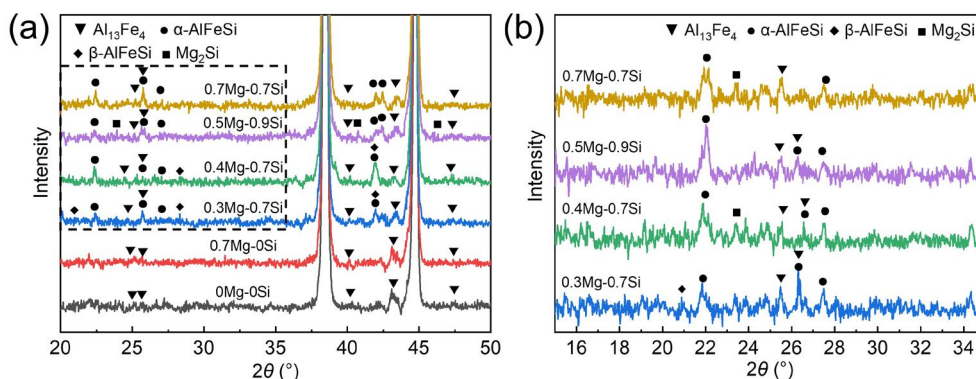 (a)
▼ Al₁₃Fe₄ ● α-AlFeSi
◆ β-AlFeSi ■ Mg₂Si
0.7Mg-0.7Si
0.5Mg-0.9Si
0.4Mg-0.7Si
0.3Mg-0.7Si
0.7Mg-0Si
0Mg-0Si
Intensity
20 25 30 35 40 45 50
2θ (°)
(b)
▼ Al₁₃Fe₄ ● α-AlFeSi ◆ β-AlFeSi ■ Mg₂Si
0.7Mg-0.7Si
0.5Mg-0.9Si
0.4Mg-0.7Si
0.3Mg-0.7Si
Intensity
16 18 20 22 24 26 28 30 32 34
2θ (°)